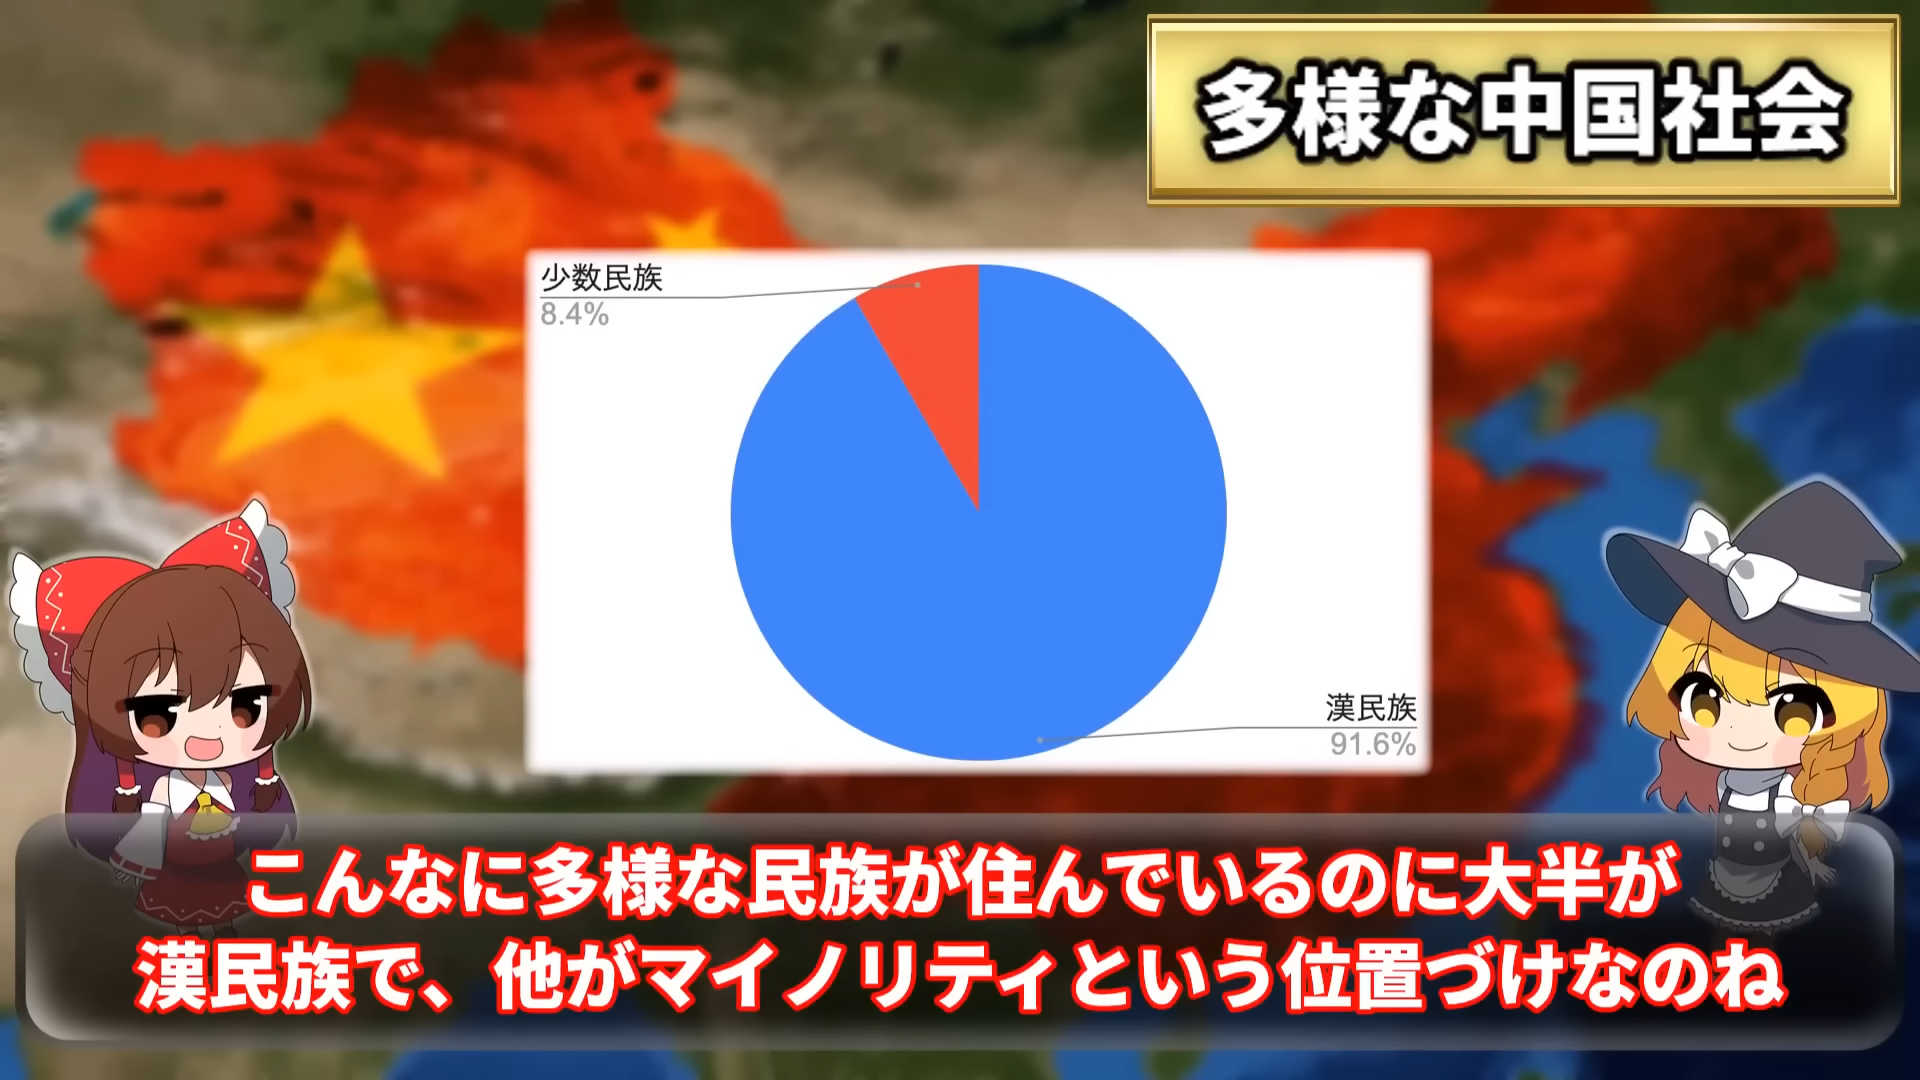 多様な中国社会
少数民族
8.4%
漢民族
91.6%
こんなに多様な民族が住んでいるのに大半が
漢民族で、他がマイノリティという位置づけなのね